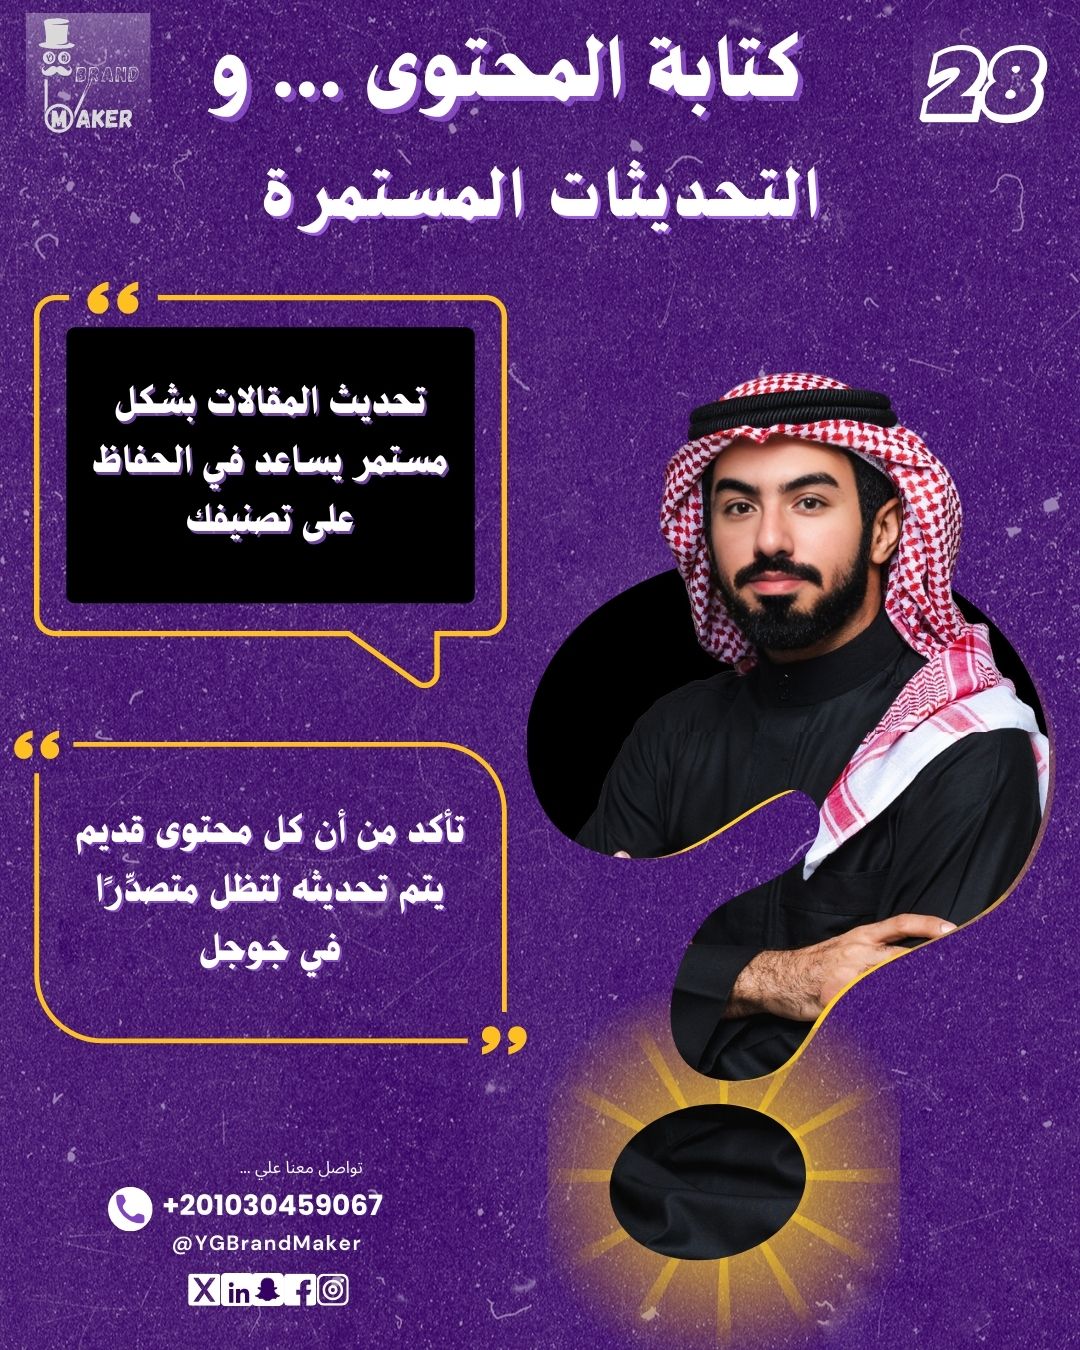 BRAND
MAKER
28
كتابة المحتوى ... و
التحديثات المستمرة
تحديث المقالات بشكل
مستمر يساعد في الحفاظ
على تصنيفك
تأكد من أن كل محتوى قديم
يتم تحديثه لتظل متصدِّرًا
في جوجل
تواصل معنا علي ...
+201030459067
@YGBrandMaker